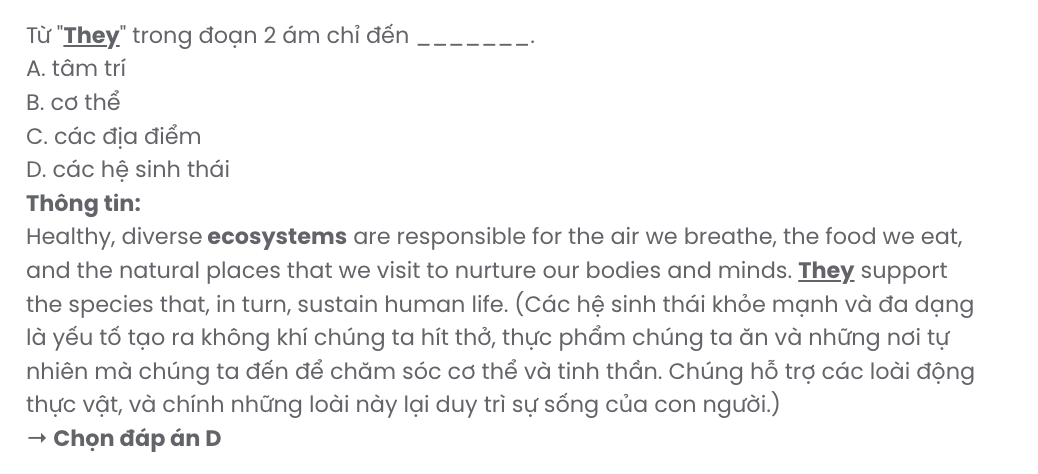 Từ "They" trong đoạn 2 ám chỉ đến _______.
A. tâm trí
B. cơ thể
C. các địa điểm
D. các hệ sinh thái
Thông tin:
Healthy, diverse ecosystems are responsible for the air we breathe, the food we eat,
and the natural places that we visit to nurture our bodies and minds. They support
the species that, in turn, sustain human life. (Các hệ sinh thái khỏe mạnh và đa dạng
là yếu tố tạo ra không khí chúng ta hít thở, thực phẩm chúng ta ăn và những nơi tự
nhiên mà chúng ta đến để chăm sóc cơ thể và tinh thần. Chúng hỗ trợ các loài động
thực vật, và chính những loài này lại duy trì sự sống của con người.)
→ Chọn đáp án D